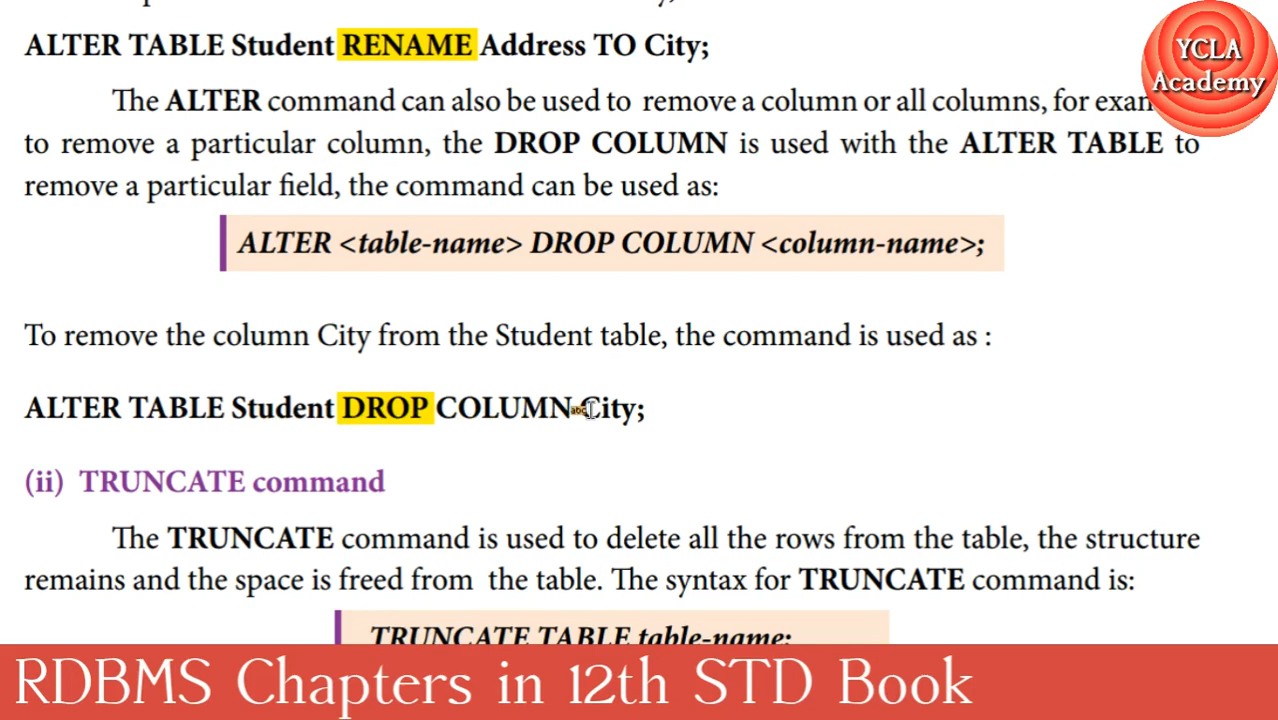 ALTER TABLE Student RENAME Address TO City;
YCLA
Academy
The ALTER command can also be used to remove a column or all columns, for exam
to remove a particular column, the DROP COLUMN is used with the ALTER TABLE to
remove a particular field, the command can be used as:
ALTER <table-name> DROP COLUMN <column-name>;
To remove the column City from the Student table, the command is used as :
ALTER TABLE Student DROP COLUMN City;
(ii) TRUNCATE command
The TRUNCATE command is used to delete all the rows from the table, the structure
remains and the space is freed from the table. The syntax for TRUNCATE command is:
TRUNCATE TABLE table-name;
RDBMS Chapters in 12th STD Book